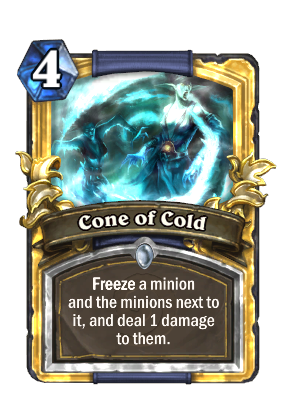 4
Cone of Cold
Freeze a minion
and the minions next to
it, and deal 1 damage
to them.